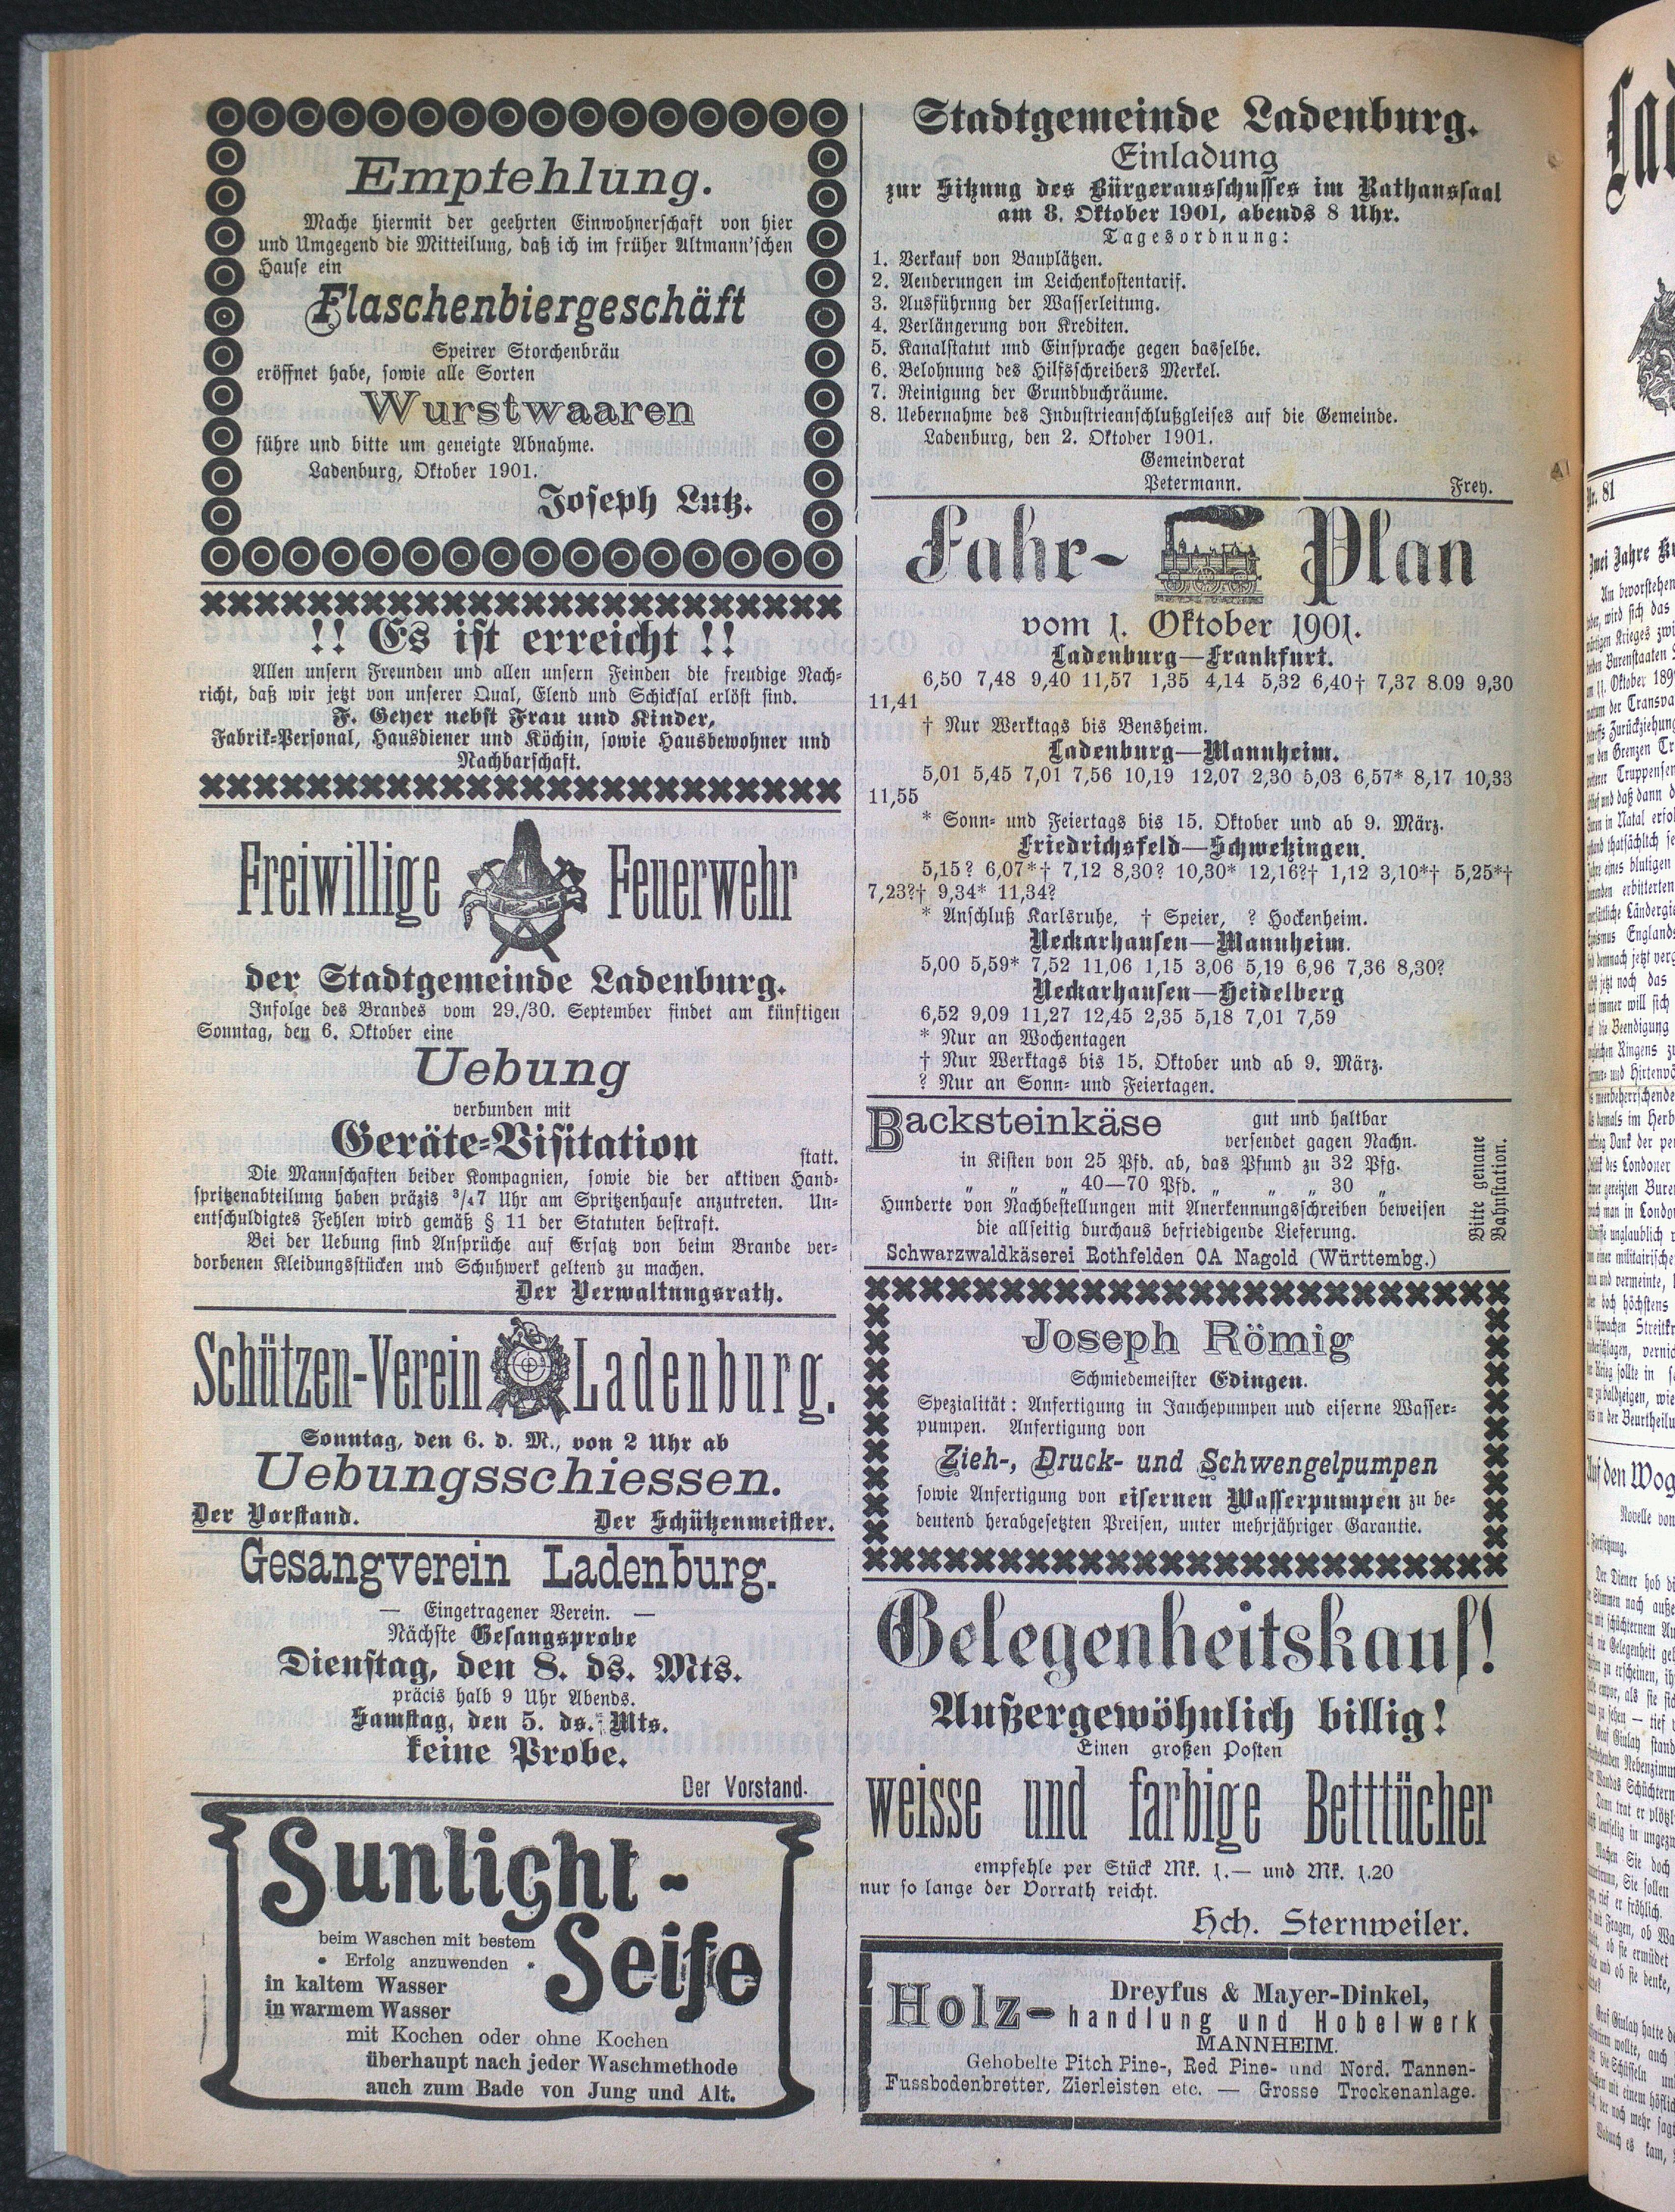 Empfehlung.
Mache hiermit der geehrten Einwohnerschaft von hier
und Umgegend die Mitteilung, daß ich im früher Altmann'schen
Hause ein
Flaschenbiergeschäft
Speirer Storchenbräu
eröffnet habe, sowie alle Sorten
Wurstwaaren
führe und bitte um geneigte Abnahme.
Ladenburg, Oktober 1901.
Joseph Lutz.
!! Es ist erreicht !!
Allen unsern Freunden und allen unsern Feinden die freudige Nach-
richt, daß wir jetzt von unserer Qual, Elend und Schicksal erlöst sind.
F. Geyer nebst Frau und Kinder,
Fabrik-Personal, Hausdiener und Köchin, sowie Hausbewohner und
Nachbarschaft.
Freiwillige Feuerwehr
der Stadtgemeinde Ladenburg.
Infolge des Brandes vom 29./30. September findet am künftigen
Sonntag, den 6. Oktober eine
Uebung
verbunden mit
Geräte-Visitation statt.
Die Mannschaften beider Kompagnien, sowie die der aktiven Hand-
spritzenabteilung haben präzis ³/₄7 Uhr am Spritzenhause anzutreten. Un-
entschuldigtes Fehlen wird gemäß § 11 der Statuten bestraft.
Bei der Uebung sind Ansprüche auf Ersatz von beim Brande ver-
dorbenen Kleidungsstücken und Schuhwerk geltend zu machen.
Der Verwaltungsrath.
Schützen-Verein Ladenburg.
Sonntag, den 6. d. M., von 2 Uhr ab
Uebungsschiessen.
Der Vorstand. Der Schützenmeister.
Gesangverein Ladenburg.
— Eingetragener Verein. —
Nächste Gesangsprobe
Dienstag, den 8. ds. Mts.
präcis halb 9 Uhr Abends.
Samstag, den 5. ds. Mts.
keine Probe.
Der Vorstand.
Sunlicht-
Seife
beim Waschen mit bestem
• Erfolg anzuwenden •
in kaltem Wasser
in warmem Wasser
mit Kochen oder ohne Kochen
überhaupt nach jeder Waschmethode
auch zum Bade von Jung und Alt.
Stadtgemeinde Ladenburg.
Einladung
zur Sitzung des Bürgerausschusses im Rathaussaal
am 8. Oktober 1901, abends 8 Uhr.
Tagesordnung:
1. Verkauf von Bauplätzen.
2. Aenderungen im Leichenkostentarif.
3. Ausführung der Wasserleitung.
4. Verlängerung von Krediten.
5. Kanalstatut und Einsprache gegen dasselbe.
6. Belohnung des Hilfsschreibers Merkel.
7. Reinigung der Grundbuchräume.
8. Uebernahme des Industrieanschlußgleises auf die Gemeinde.
Ladenburg, den 2. Oktober 1901.
Gemeinderat
Petermann. Frey.
Fahr- Plan
vom 1. Oktober 1901.
Ladenburg—Frankfurt.
6,50 7,48 9,40 11,57 1,35 4,14 5,32 6,40† 7,37 8.09 9,30
11,41
† Nur Werktags bis Bensheim.
Ladenburg—Mannheim.
5,01 5,45 7,01 7,56 10,19 12,07 2,30 5,03 6,57* 8,17 10,33
11,55
* Sonn- und Feiertags bis 15. Oktober und ab 9. März.
Friedrichsfeld—Schwetzingen.
5,15? 6,07*† 7,12 8,30? 10,30* 12,16?† 1,12 3,10*† 5,25*†
7,23?† 9,34* 11,34?
* Anschluß Karlsruhe, † Speier, ? Hockenheim.
Neckarhausen—Mannheim.
5,00 5,59* 7,52 11,06 1,15 3,06 5,19 6,96 7,36 8,30?
Neckarhausen—Heidelberg
6,52 9,09 11,27 12,45 2,35 5,18 7,01 7,59
* Nur an Wochentagen
† Nur Werktags bis 15. Oktober und ab 9. März.
? Nur an Sonn- und Feiertagen.
Backsteinkäse gut und haltbar
versendet gagen Nachn.
in Kisten von 25 Pfd. ab, das Pfund zu 32 Pfg.
„ „ „ 40—70 Pfd. „ „ „ 30 „
Hunderte von Nachbestellungen mit Anerkennungsschreiben beweisen
die allseitig durchaus befriedigende Lieferung.
Schwarzwaldkäserei Rothfelden OA Nagold (Württembg.)
Bitte genaue
Bahnstation.
Joseph Römig
Schmiedemeister Edingen.
Spezialität: Anfertigung in Jauchepumpen und eiserne Wasser-
pumpen. Anfertigung von
Zieh-, Druck- und Schwengelpumpen
sowie Anfertigung von eisernen Wasserpumpen zu be-
deutend herabgesetzten Preisen, unter mehrjähriger Garantie.
Gelegenheitskauf!
Außergewöhnlich billig!
Einen großen Posten
weisse und farbige Betttücher
empfehle per Stück Mk. 1.— und Mk. 1.20
nur so lange der Vorrath reicht.
Hch. Sternweiler.
Dreyfus & Mayer-Dinkel,
Holz-handlung und Hobelwerk
MANNHEIM.
Gehobelte Pitch Pine-, Red Pine- und Nord. Tannen-
Fussbodenbretter, Zierleisten etc. — Grosse Trockenanlage.
Nr. 81